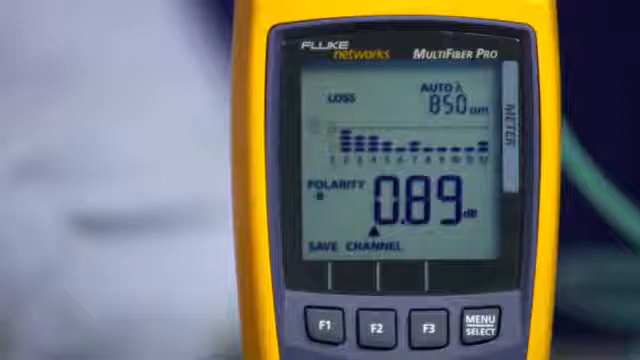 FLUKE
networks
MULTIFIBER PRO
METER
LOSS
AUTO λ
850 nm
1 2 3 4 5 6 7 8 9 10 11 12
POLARITY
B
0.89 dB
SAVE CHANNEL
F1
F2
F3
MENU
SELECT